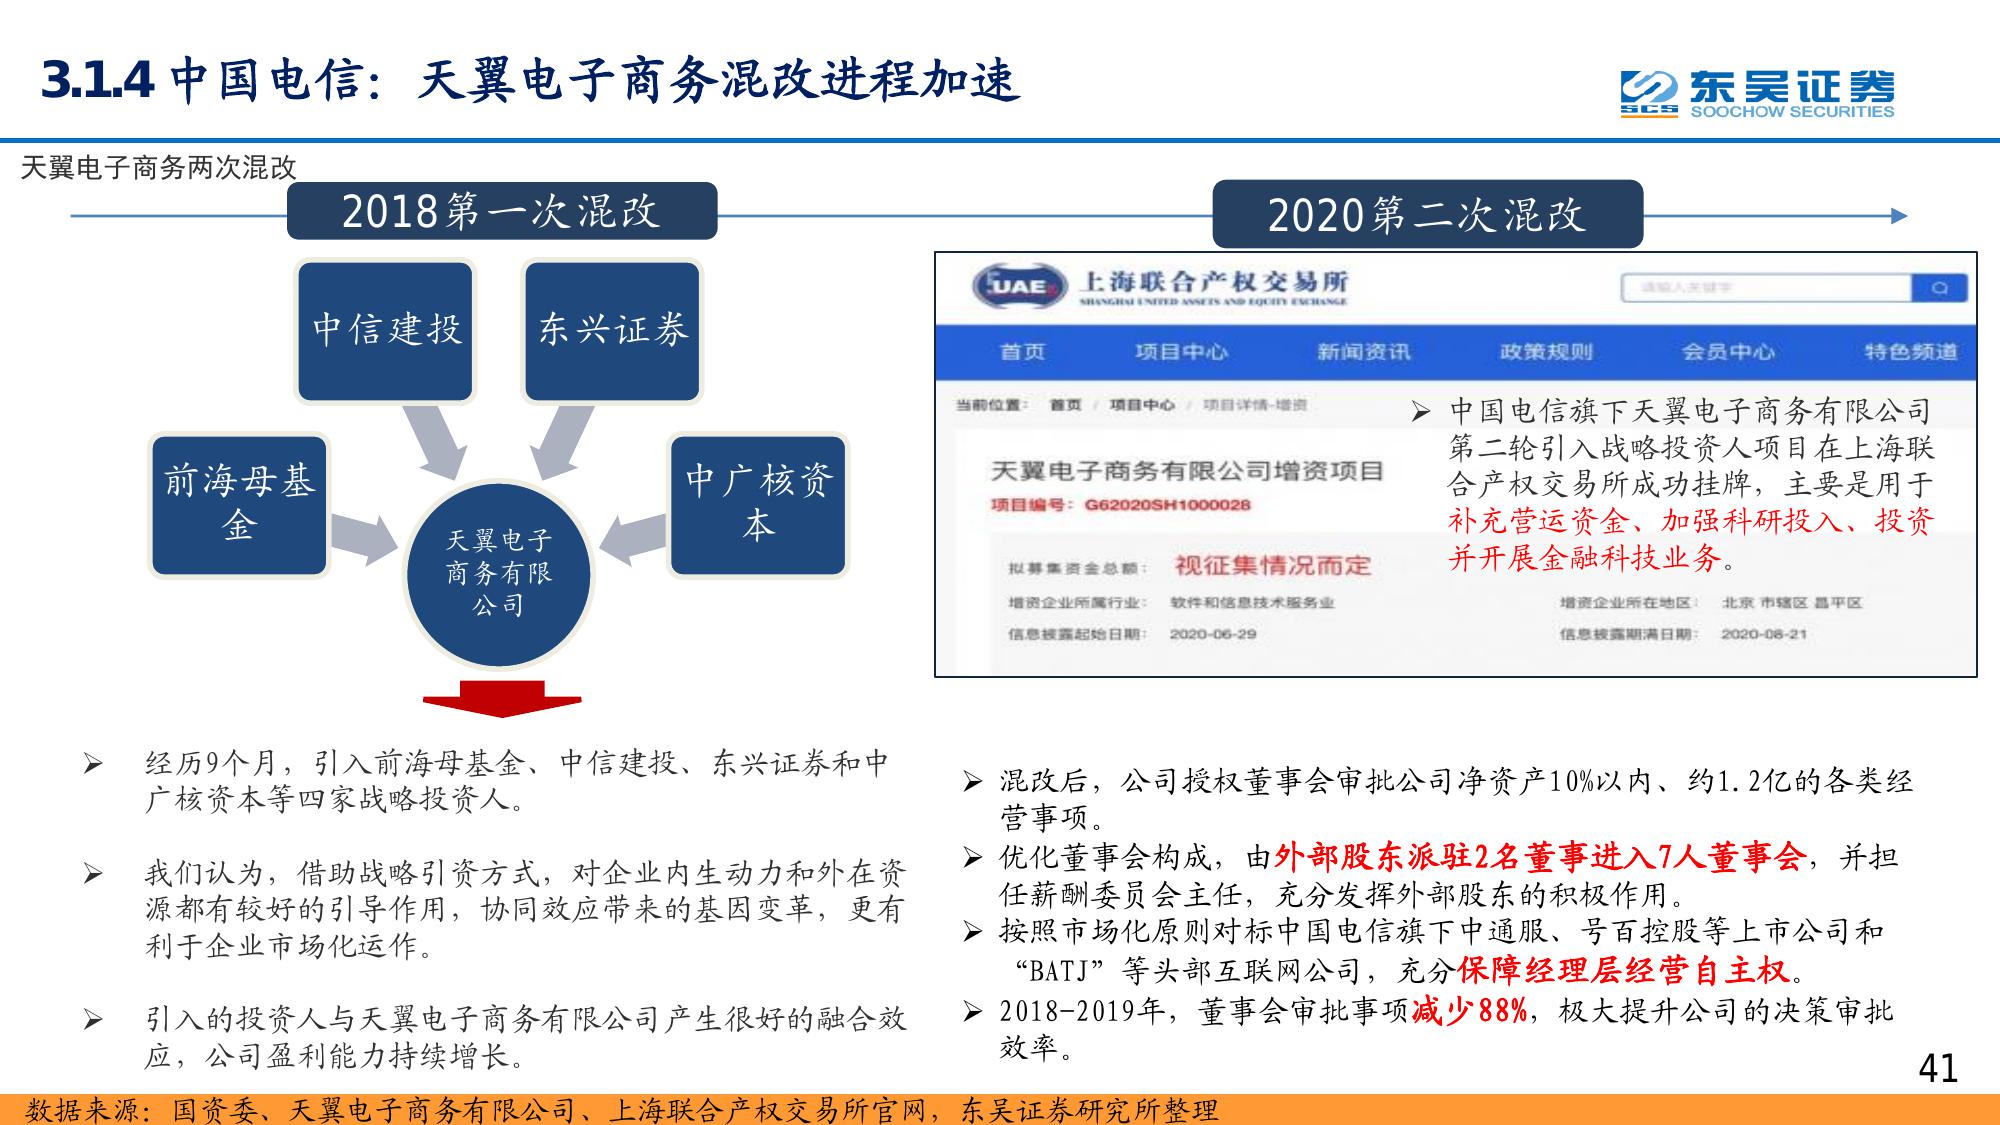 3.1.4 中国电信：天翼电子商务混改进程加速
东吴证券
SCS
SOOCHOW SECURITIES
天翼电子商务两次混改
2018第一次混改
2020第二次混改
中信建投
东兴证券
前海母基
金
中广核资
本
天翼电子
商务有限
公司
UAE
上海联合产权交易所
SHANGHAI UNITED ASSETS AND EQUITY EXCHANGE
请输入关键字
首页 项目中心 新闻资讯 政策规则 会员中心 特色频道
当前位置： 首页 / 项目中心 / 项目详情-增资
天翼电子商务有限公司增资项目
项目编号：G62020SH1000028
拟募集资金总额： 视征集情况而定
增资企业所属行业： 软件和信息技术服务业
增资企业所在地区： 北京 市辖区 昌平区
信息披露起始日期： 2020-06-29
信息披露期满日期： 2020-08-21
➢ 中国电信旗下天翼电子商务有限公司
第二轮引入战略投资人项目在上海联
合产权交易所成功挂牌，主要是用于
补充营运资金、加强科研投入、投资
并开展金融科技业务。
➢ 经历9个月，引入前海母基金、中信建投、东兴证券和中
广核资本等四家战略投资人。
➢ 我们认为，借助战略引资方式，对企业内生动力和外在资
源都有较好的引导作用，协同效应带来的基因变革，更有
利于企业市场化运作。
➢ 引入的投资人与天翼电子商务有限公司产生很好的融合效
应，公司盈利能力持续增长。
➢ 混改后，公司授权董事会审批公司净资产10%以内、约1.2亿的各类经
营事项。
➢ 优化董事会构成，由外部股东派驻2名董事进入7人董事会，并担
任薪酬委员会主任，充分发挥外部股东的积极作用。
➢ 按照市场化原则对标中国电信旗下中通服、号百控股等上市公司和
“BATJ”等头部互联网公司，充分保障经理层经营自主权。
➢ 2018-2019年，董事会审批事项减少88%，极大提升公司的决策审批
效率。
41
数据来源：国资委、天翼电子商务有限公司、上海联合产权交易所官网，东吴证券研究所整理